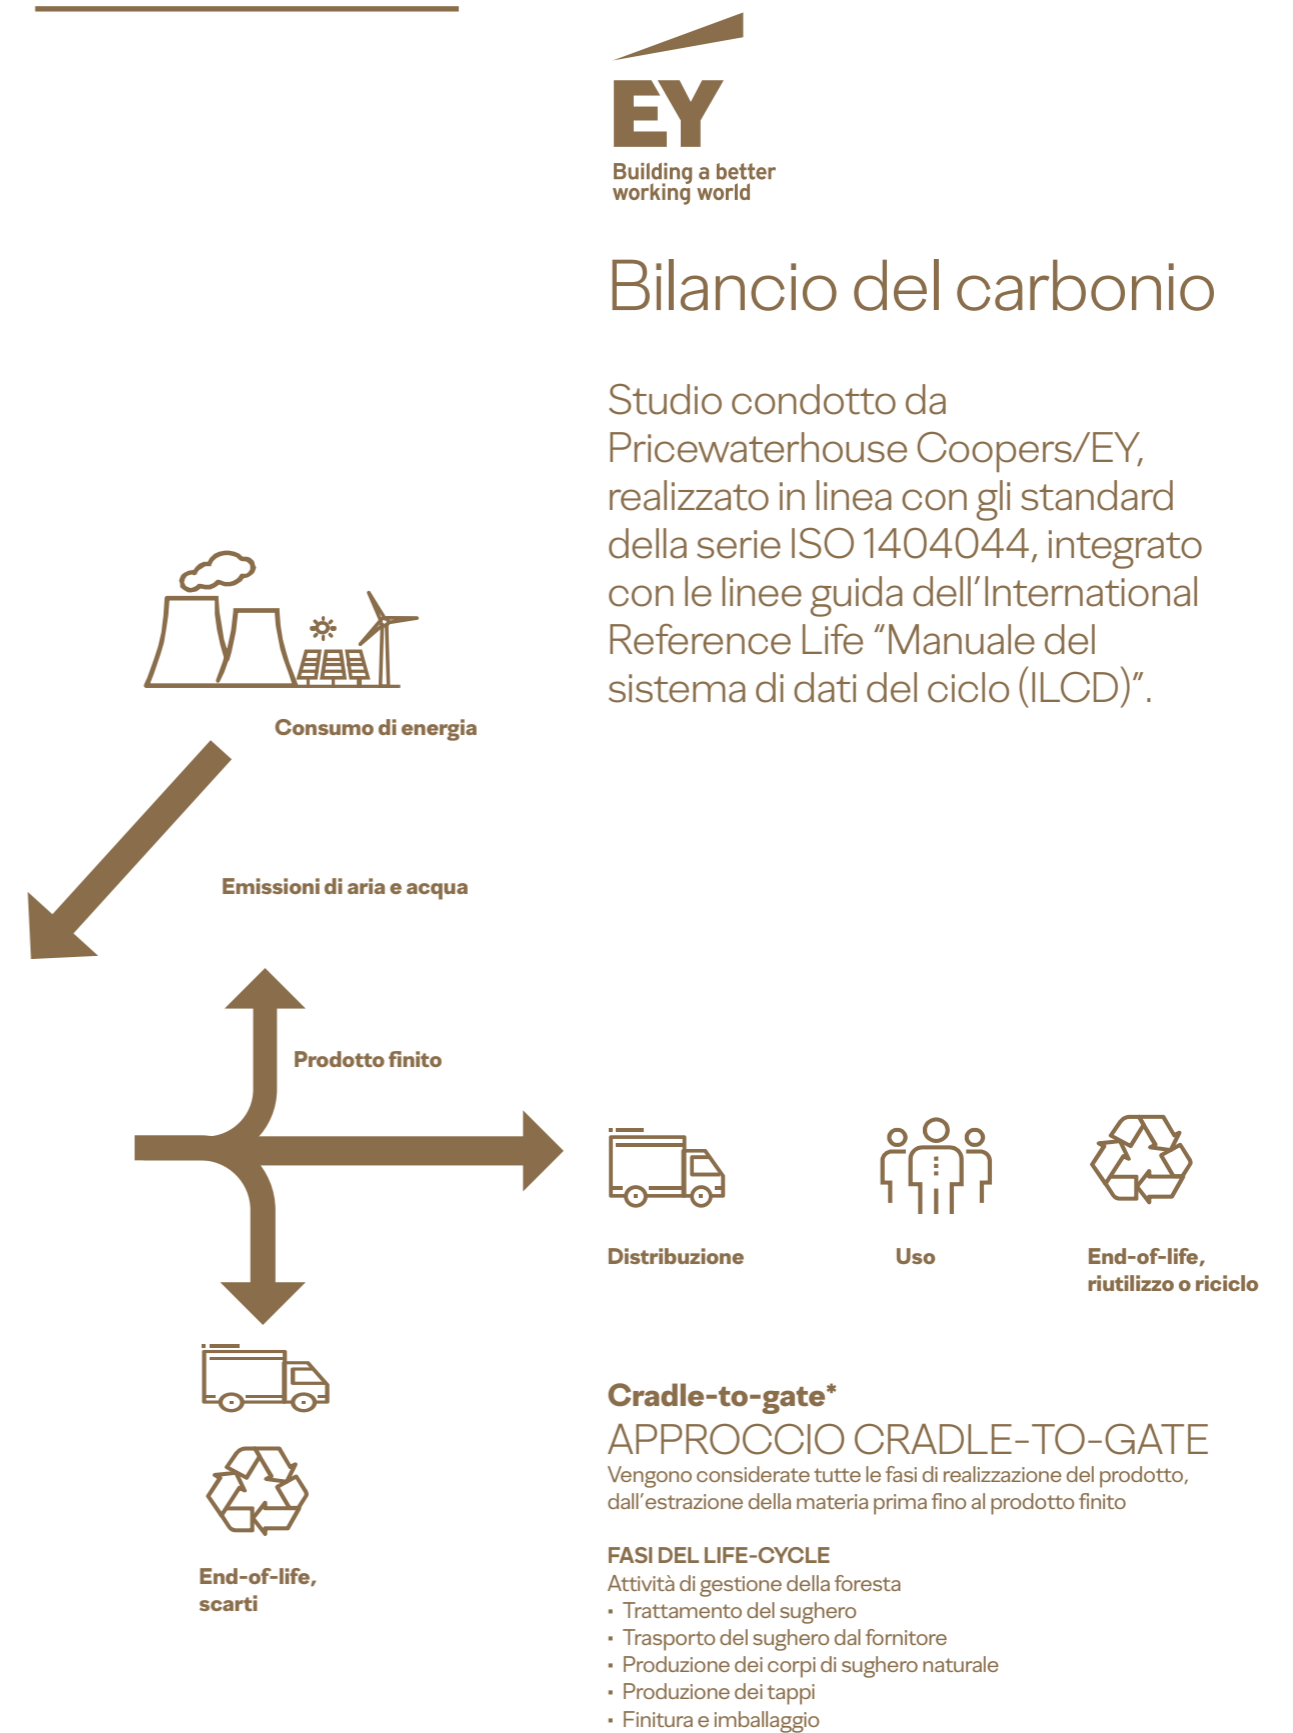 EY
Building a better
working world
Bilancio del carbonio
Studio condotto da
Pricewaterhouse Coopers/EY,
realizzato in linea con gli standard
della serie ISO 1404044, integrato
con le linee guida dell'International
Reference Life “Manuale del
sistema di dati del ciclo (ILCD)”.
Consumo di energia
Emissioni di aria e acqua
Prodotto finito
Distribuzione
Uso
End-of-life,
riutilizzo o riciclo
End-of-life,
scarti
Cradle-to-gate*
APPROCCIO CRADLE-TO-GATE
Vengono considerate tutte le fasi di realizzazione del prodotto,
dall'estrazione della materia prima fino al prodotto finito
FASI DEL LIFE-CYCLE
Attività di gestione della foresta
• Trattamento del sughero
• Trasporto del sughero dal fornitore
• Produzione dei corpi di sughero naturale
• Produzione dei tappi
• Finitura e imballaggio